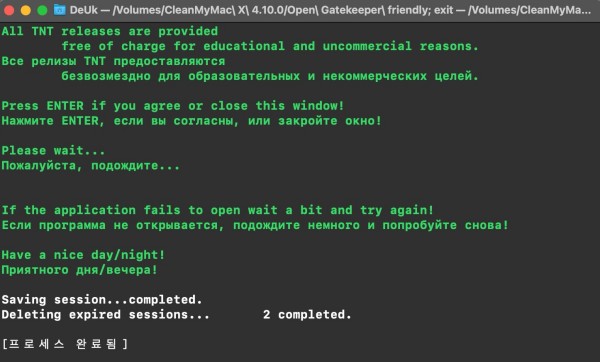 DeUk — /Volumes/CleanMyMac\ X\ 4.10.0/Open\ Gatekeeper\ friendly; exit — /Volumes/CleanMyMa...
All TNT releases are provided
free of charge for educational and uncommercial reasons.
Все релизы TNT предоставляются
безвозмездно для образовательных и некоммерческих целей.
Press ENTER if you agree or close this window!
Нажмите ENTER, если вы согласны, или закройте окно!
Please wait...
Пожалуйста, подождите...
If the application fails to open wait a bit and try again!
Если программа не открывается, подождите немного и попробуйте снова!
Have a nice day/night!
Приятного дня/вечера!
Saving session...completed.
Deleting expired sessions... 2 completed.
[프로세스 완료됨]